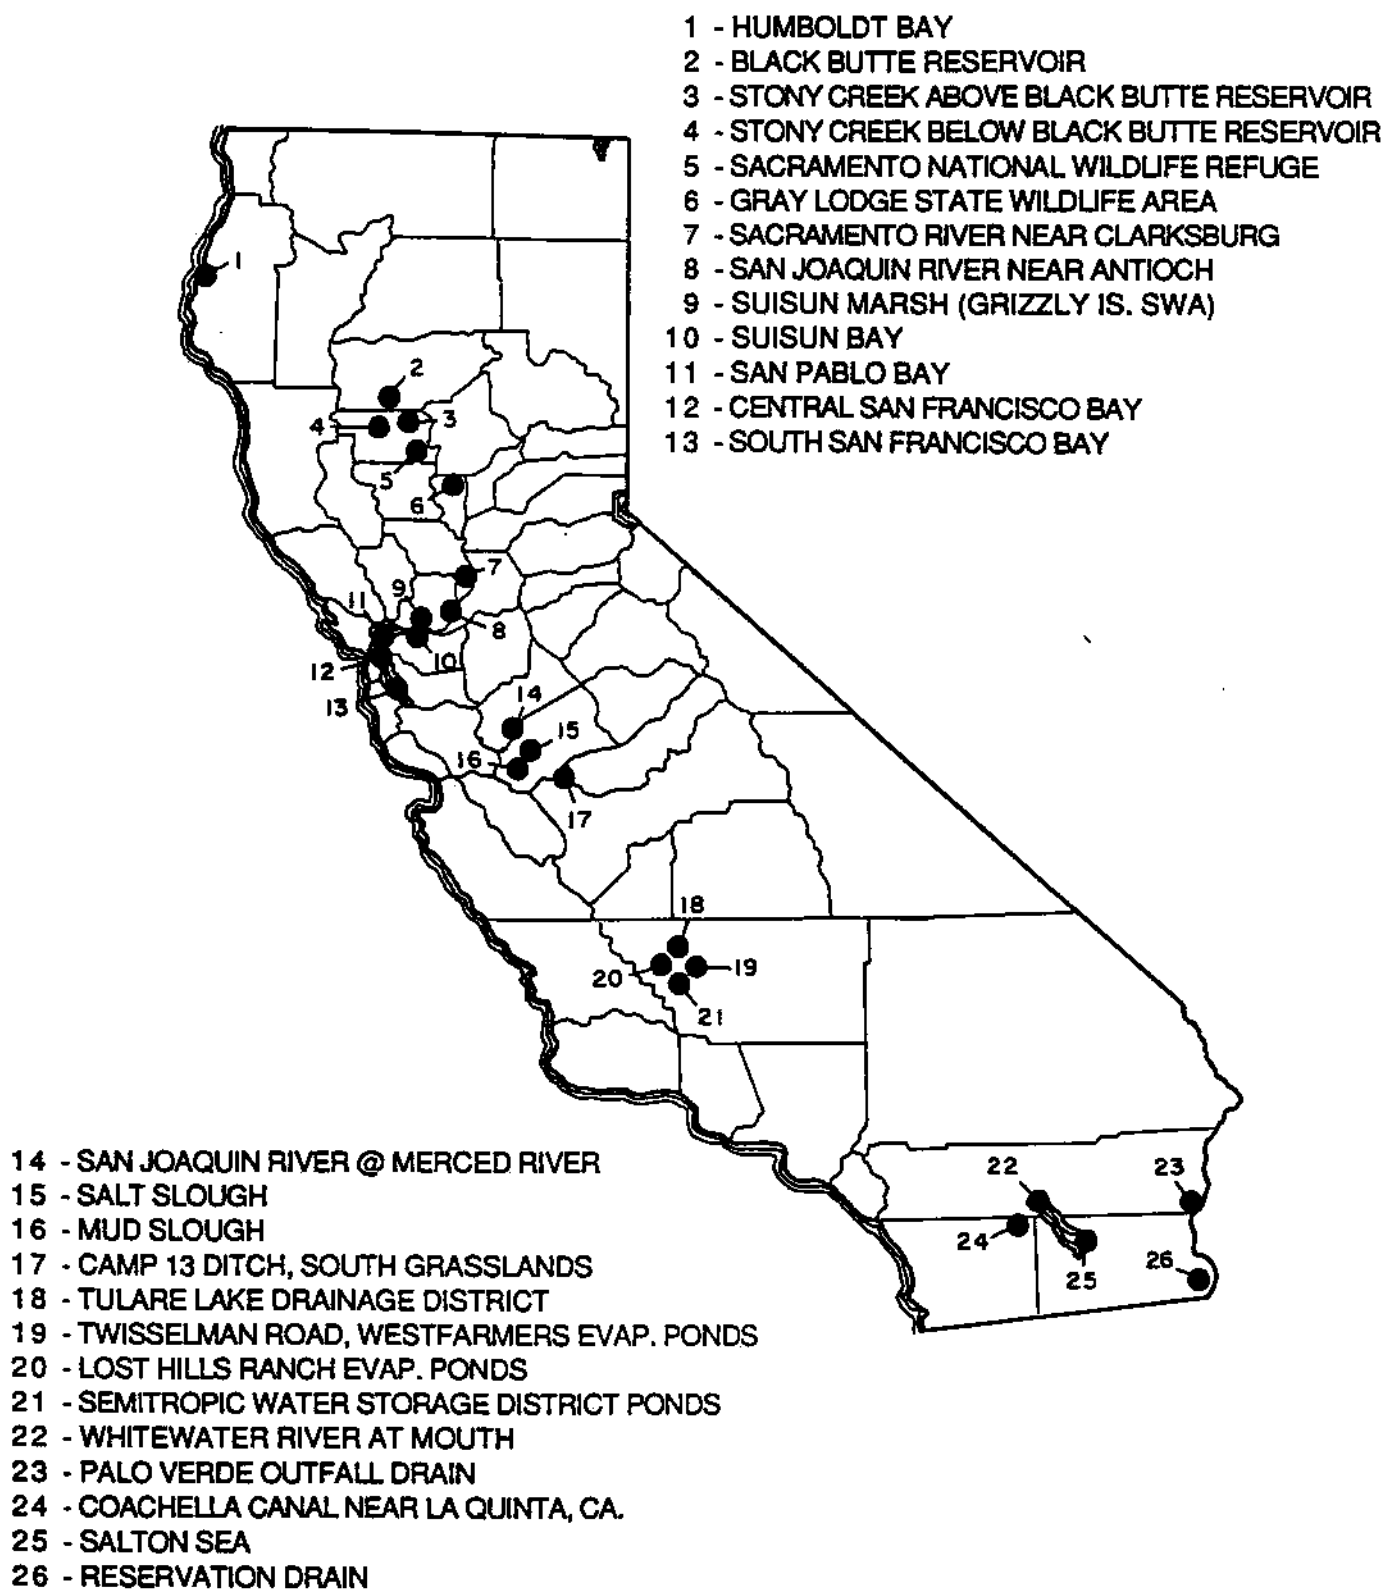 1 - HUMBOLDT BAY
2 - BLACK BUTTE RESERVOIR
3 - STONY CREEK ABOVE BLACK BUTTE RESERVOIR
4 - STONY CREEK BELOW BLACK BUTTE RESERVOIR
5 - SACRAMENTO NATIONAL WILDLIFE REFUGE
6 - GRAY LODGE STATE WILDLIFE AREA
7 - SACRAMENTO RIVER NEAR CLARKSBURG
8 - SAN JOAQUIN RIVER NEAR ANTIOCH
9 - SUISUN MARSH (GRIZZLY IS. SWA)
10 - SUISUN BAY
11 - SAN PABLO BAY
12 - CENTRAL SAN FRANCISCO BAY
13 - SOUTH SAN FRANCISCO BAY
1
2
3
4
5
6
7
9
11
8
10
12
13
14
15
16
17
18
20
19
21
22
23
24
25
26
14 - SAN JOAQUIN RIVER @ MERCED RIVER
15 - SALT SLOUGH
16 - MUD SLOUGH
17 - CAMP 13 DITCH, SOUTH GRASSLANDS
18 - TULARE LAKE DRAINAGE DISTRICT
19 - TWISSELMAN ROAD, WESTFARMERS EVAP. PONDS
20 - LOST HILLS RANCH EVAP. PONDS
21 - SEMITROPIC WATER STORAGE DISTRICT PONDS
22 - WHITEWATER RIVER AT MOUTH
23 - PALO VERDE OUTFALL DRAIN
24 - COACHELLA CANAL NEAR LA QUINTA, CA.
25 - SALTON SEA
26 - RESERVATION DRAIN